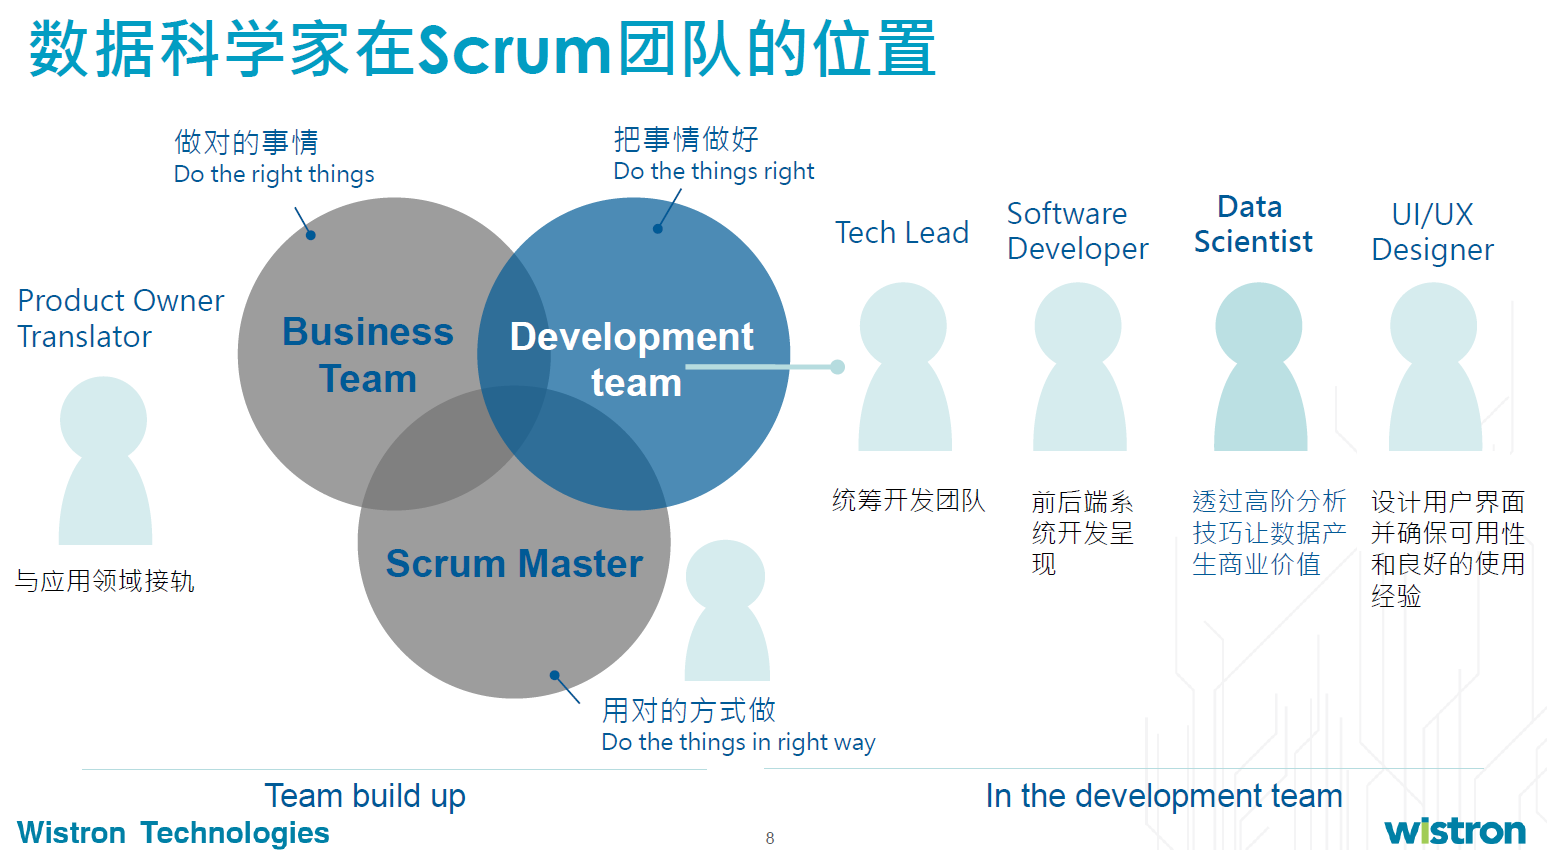 数据科学家在Scrum团队的位置
做对的事情
Do the right things
把事情做好
Do the things right
Product Owner
Translator
与应用领域接轨
Business
Team
Development
team
Scrum Master
用对的方式做
Do the things in right way
Tech Lead
统筹开发团队
Software
Developer
前后端系
统开发呈
现
Data
Scientist
透过高阶分析
技巧让数据产
生商业价值
UI/UX
Designer
设计用户界面
并确保可用性
和良好的使用
经验
Team build up
In the development team
Wistron Technologies
8
wistron